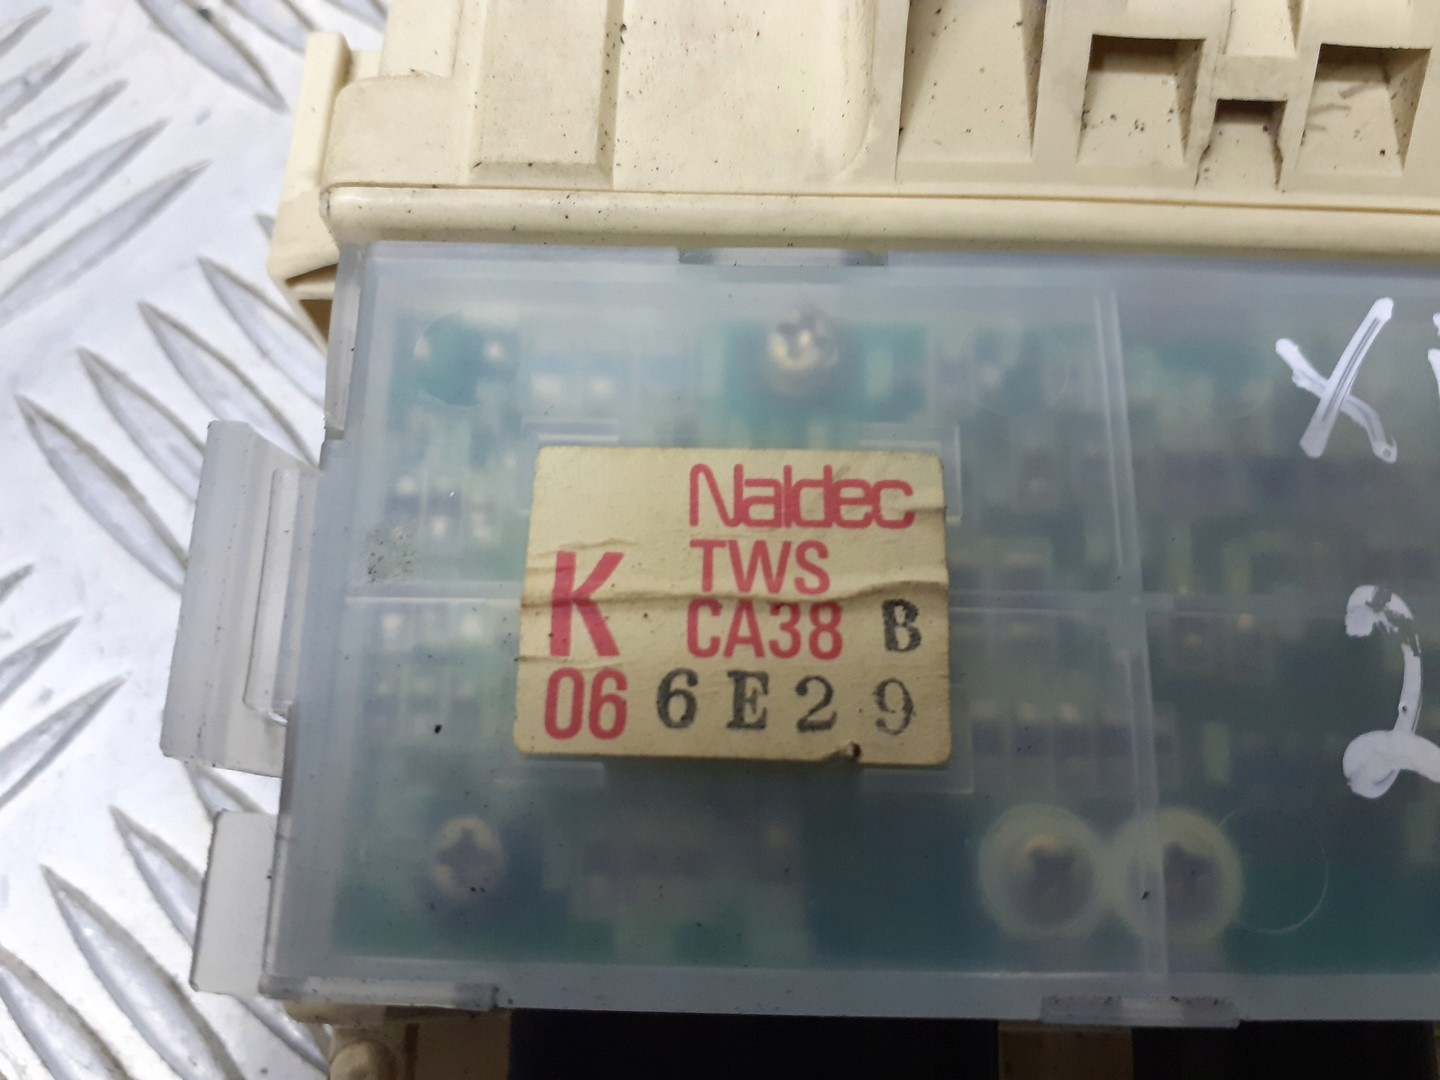 Naldec
TWS
K CA38 B
06 6E29
X